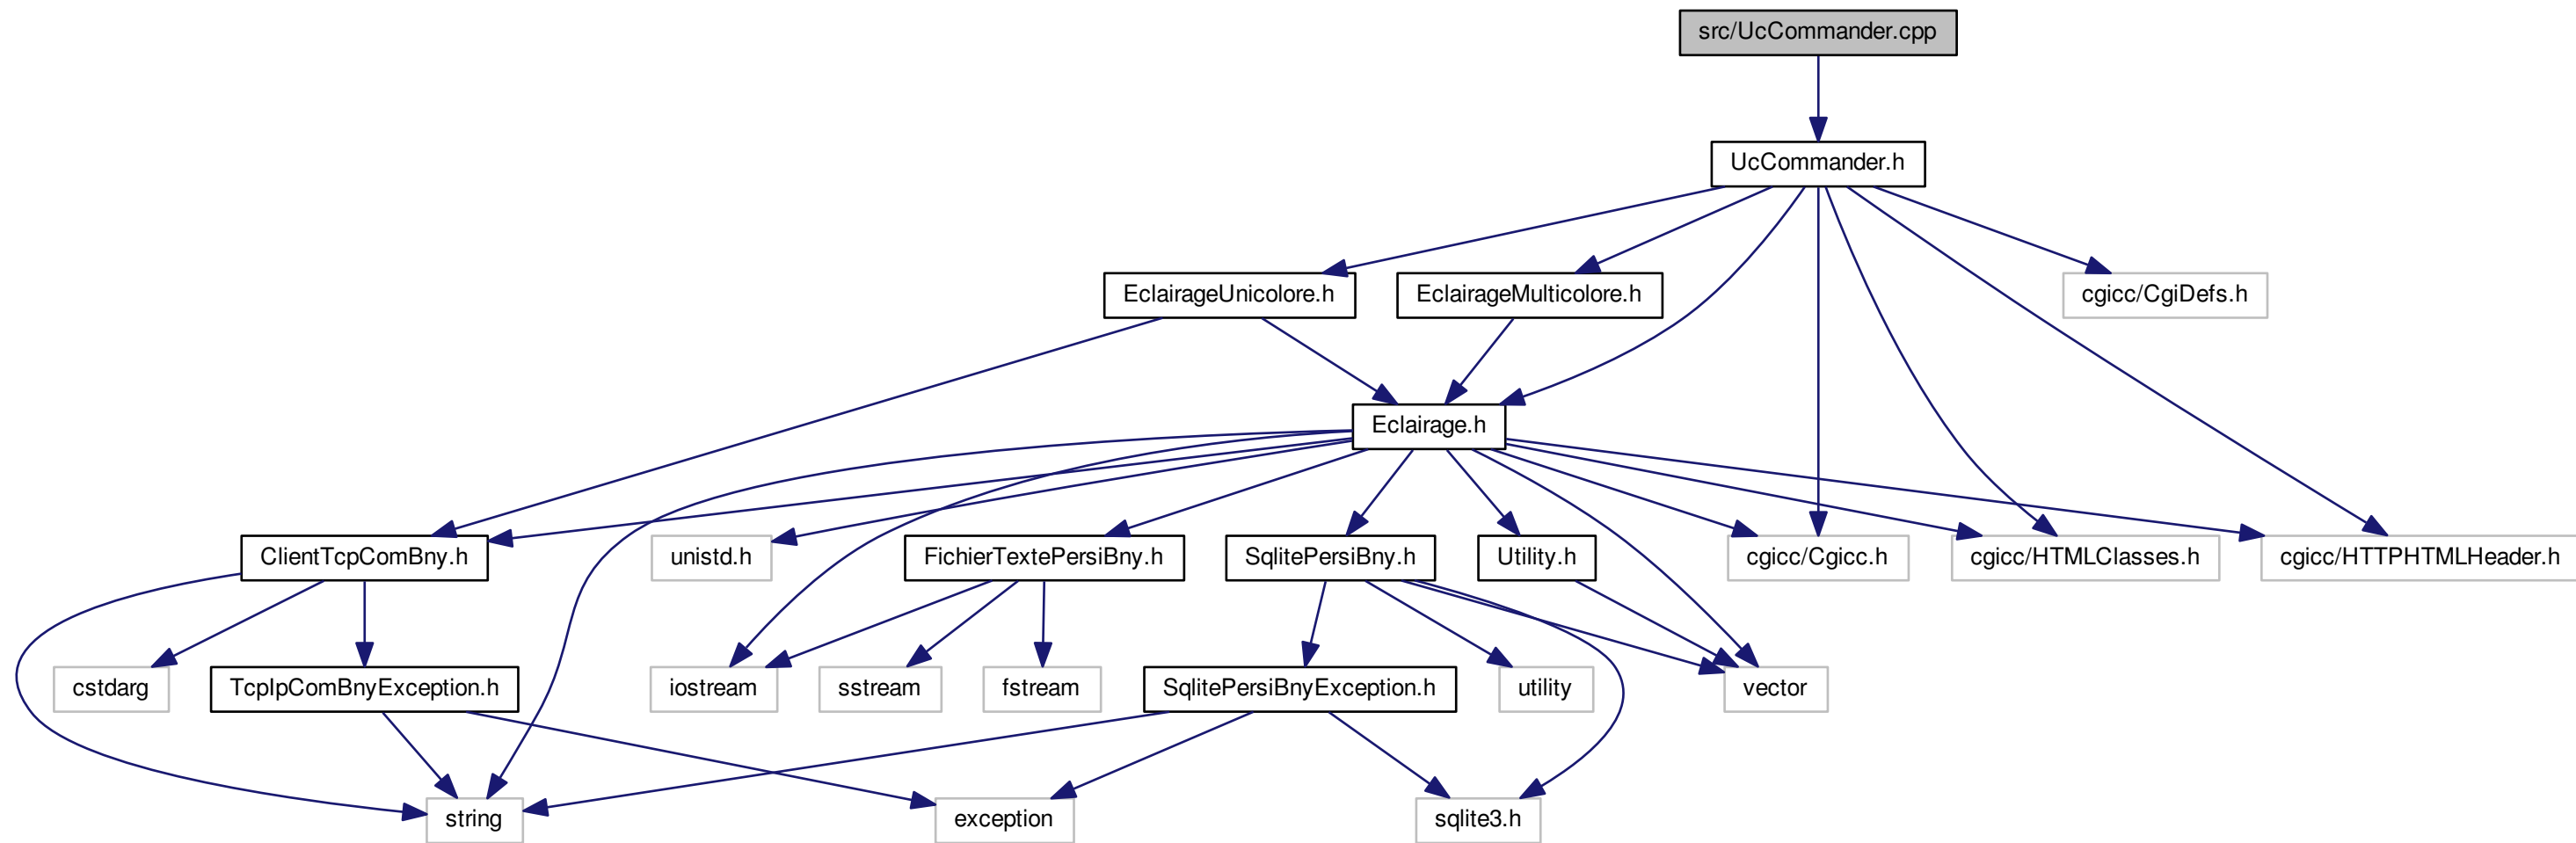 src/UcCommander.cpp
UcCommander.h
EclairageUnicolore.h
EclairageMulticolore.h
cgicc/CgiDefs.h
Eclairage.h
ClientTcpComBny.h
unistd.h
FichierTextePersiBny.h
SqlitePersiBny.h
Utility.h
cgicc/Cgicc.h
cgicc/HTMLClasses.h
cgicc/HTTPHTMLHeader.h
cstdarg
TcpIpComBnyException.h
iostream
sstream
fstream
SqlitePersiBnyException.h
utility
vector
string
exception
sqlite3.h